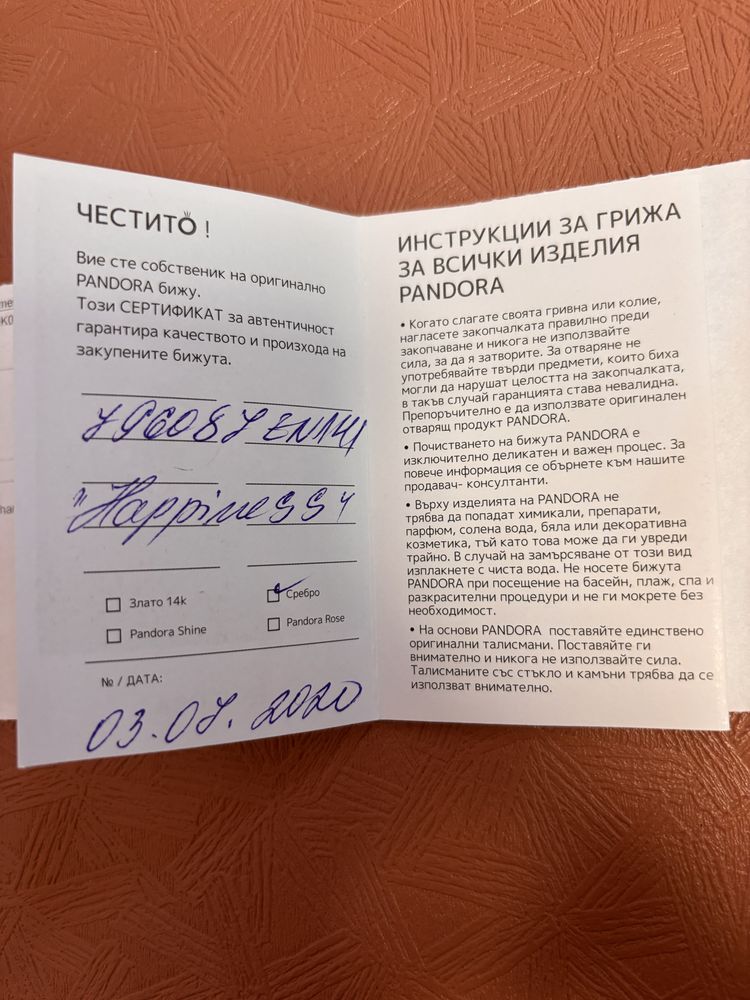 ЧЕСТИТО !
Вие сте собственик на оригинално
PANDORA бижу.
Този СЕРТИФИКАТ за автентичност
гарантира качеството и произхода на
закупените бижута.
796087EN141
"Happiness"
Злато 14k
Сребро
Pandora Shine
Pandora Rose
№ / ДАТА:
03.07.2020
ИНСТРУКЦИИ ЗА ГРИЖА
ЗА ВСИЧКИ ИЗДЕЛИЯ
PANDORA
• Когато слагате своята гривна или колие,
нагласете закопчалката правилно преди
закопчаване и никога не използвайте
сила, за да я затворите. За отваряне не
употребявайте твърди предмети, които биха
могли да нарушат целостта на закопчалката,
в такъв случай гаранцията става невалидна.
Препоръчително е да използвате оригинален
отварящ продукт PANDORA.
• Почистването на бижута PANDORA е
изключително деликатен и важен процес. За
повече информация се обърнете към нашите
продавач- консултанти.
• Върху изделията на PANDORA не
трябва да попадат химикали, препарати,
парфюм, солена вода, бяла или декоративна
козметика, тъй като това може да ги увреди
трайно. В случай на замърсяване от този вид
изплакнете с чиста вода. Не носете бижута
PANDORA при посещение на басейн, плаж, спа и
разкрасителни процедури и не ги мокрете без
необходимост.
• На основи PANDORA поставяйте единствено
оригинални талисмани. Поставяйте ги
внимателно и никога не използвайте сила.
Талисманите със стъкло и камъни трябва да се
използват внимателно.